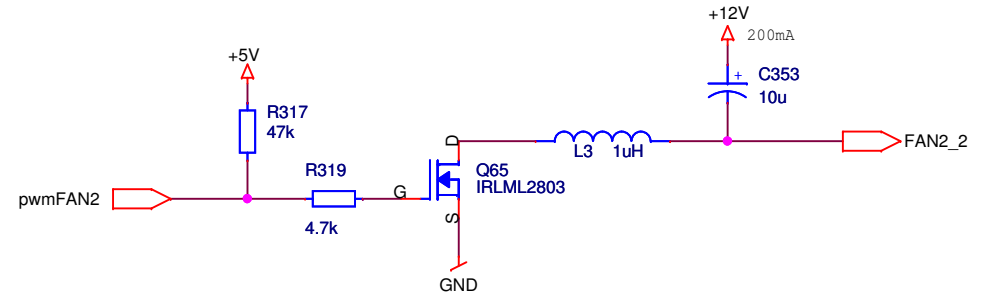 +12V
200mA
+5V
C353
10u
R317
47k
D
L3 1uH
FAN2_2
R319
Q65
IRLML2803
G
pwmFAN2
4.7k
S
GND
+